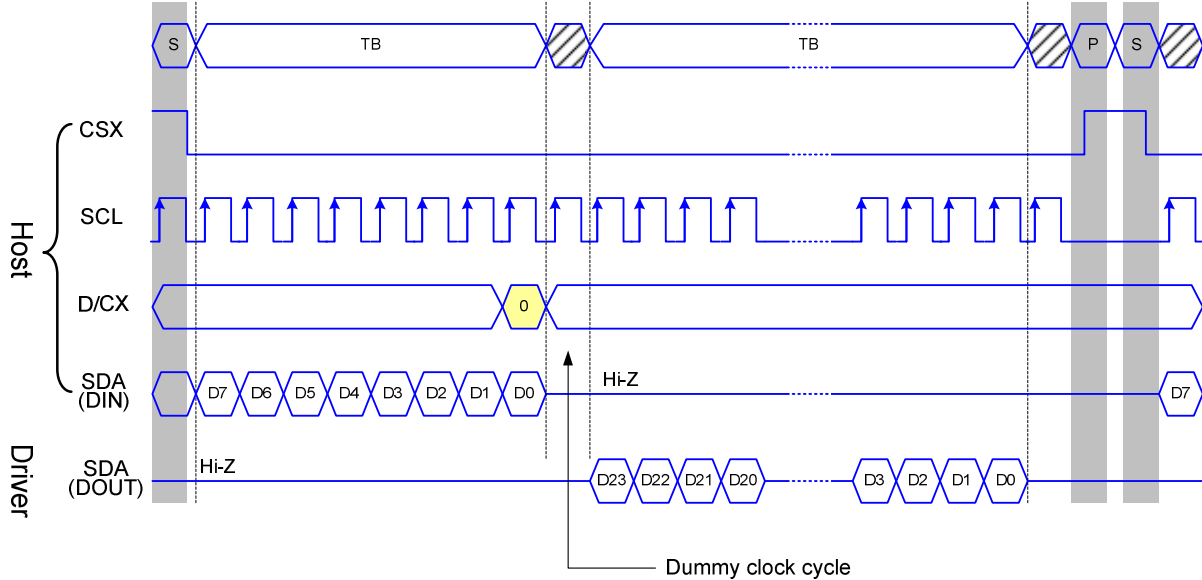 S TB TB P S
CSX
SCL
D/CX 0
Host
SDA
(DIN) D7 D6 D5 D4 D3 D2 D1 D0 Hi-Z D7
Driver
SDA
(DOUT) Hi-Z D23 D22 D21 D20 D3 D2 D1 D0
Dummy clock cycle